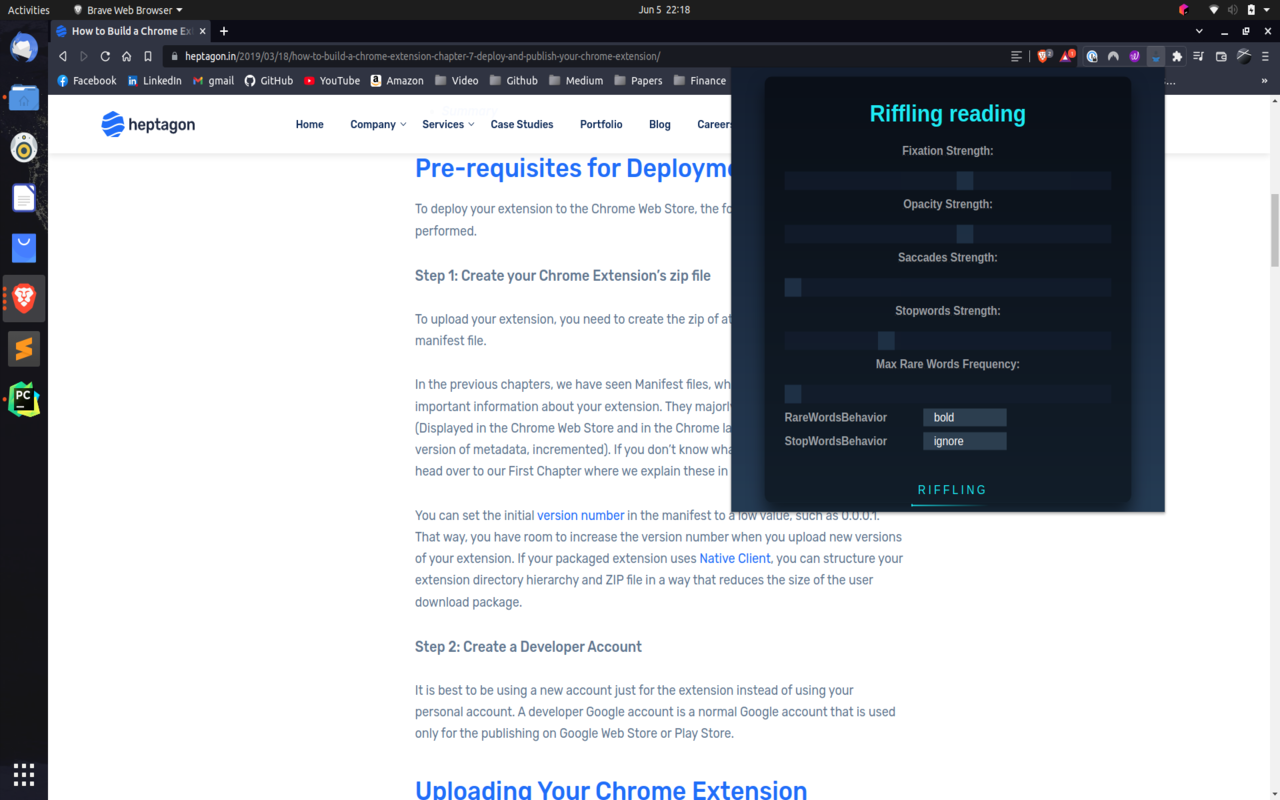 Activities
Brave Web Browser
Jun 5 22:18
How to Build a Chrome Ex
heptagon.in/2019/03/18/how-to-build-a-chrome-extension-chapter-7-deploy-and-publish-your-chrome-extension/
Facebook
LinkedIn
gmail
GitHub
YouTube
Amazon
Video
Github
Medium
Papers
Finance
heptagon
Home
Company
Services
Case Studies
Portfolio
Blog
Careers
Pre-requisites for Deployme
To deploy your extension to the Chrome Web Store, the fo
performed.
Step 1: Create your Chrome Extension's zip file
To upload your extension, you need to create the zip of at
manifest file.
In the previous chapters, we have seen Manifest files, wh
important information about your extension. They majorl
(Displayed in the Chrome Web Store and in the Chrome la
version of metadata, incremented). If you don't know wha
head over to our First Chapter where we explain these in
You can set the initial version number in the manifest to a low value, such as 0.0.0.1.
That way, you have room to increase the version number when you upload new versions
of your extension. If your packaged extension uses Native Client, you can structure your
extension directory hierarchy and ZIP file in a way that reduces the size of the user
download package.
Step 2: Create a Developer Account
It is best to be using a new account just for the extension instead of using your
personal account. A developer Google account is a normal Google account that is used
only for the publishing on Google Web Store or Play Store.
Uploading Your Chrome Extension
Riffling reading
Fixation Strength:
Opacity Strength:
Saccades Strength:
Stopwords Strength:
Max Rare Words Frequency:
RareWordsBehavior
bold
StopWordsBehavior
ignore
RIFFLING
PC